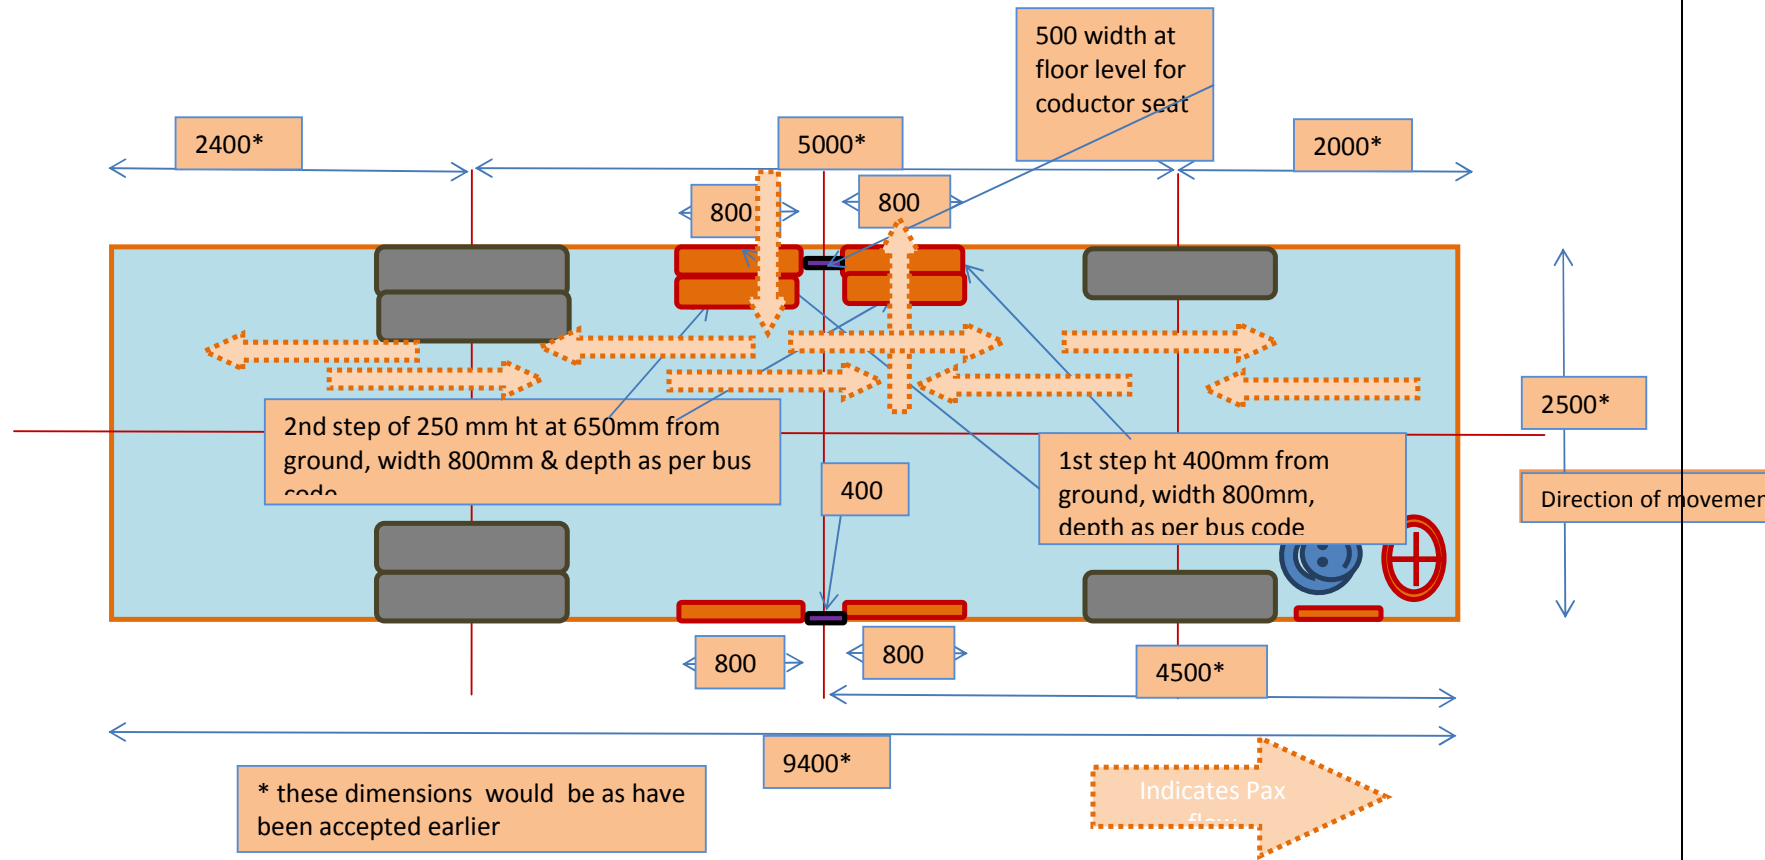 500 width at
floor level for
coductor seat
2400*
5000*
2000*
800
800
2nd step of 250 mm ht at 650mm from
ground, width 800mm & depth as per bus
code
1st step ht 400mm from
ground, width 800mm,
depth as per bus code
2500*
400
Direction of movemen
800
800
4500*
9400*
* these dimensions would be as have
been accepted earlier
Indicates Pax
flow